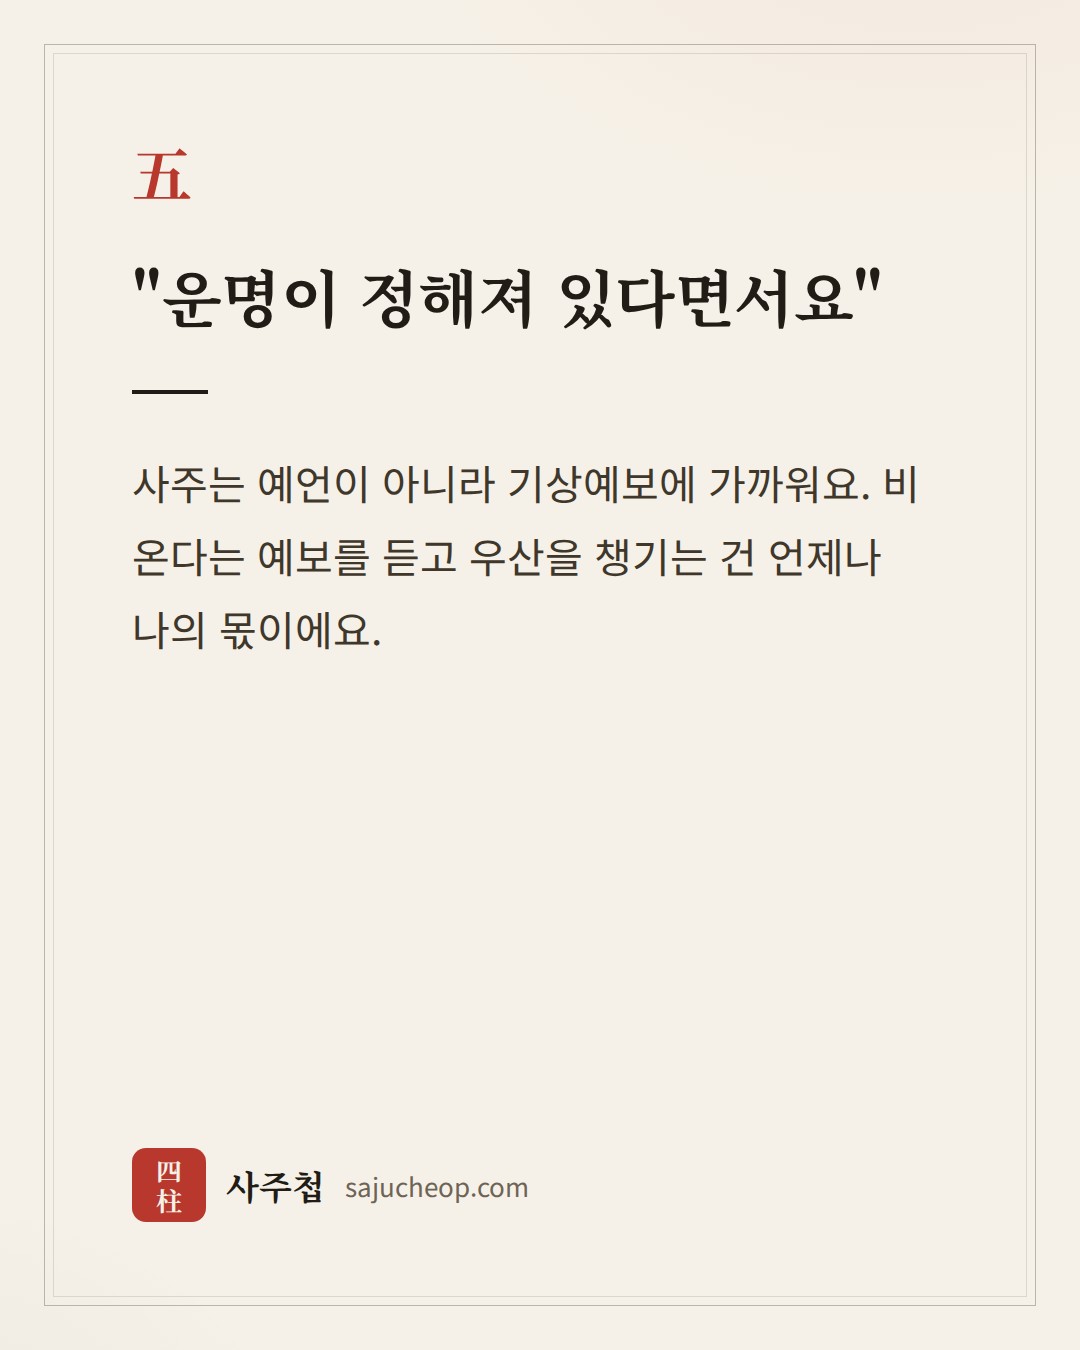 五
"운명이 정해져 있다면서요"
사주는 예언이 아니라 기상예보에 가까워요. 비
온다는 예보를 듣고 우산을 챙기는 건 언제나
나의 몫이에요.
四
柱
사주첩 sajucheop.com